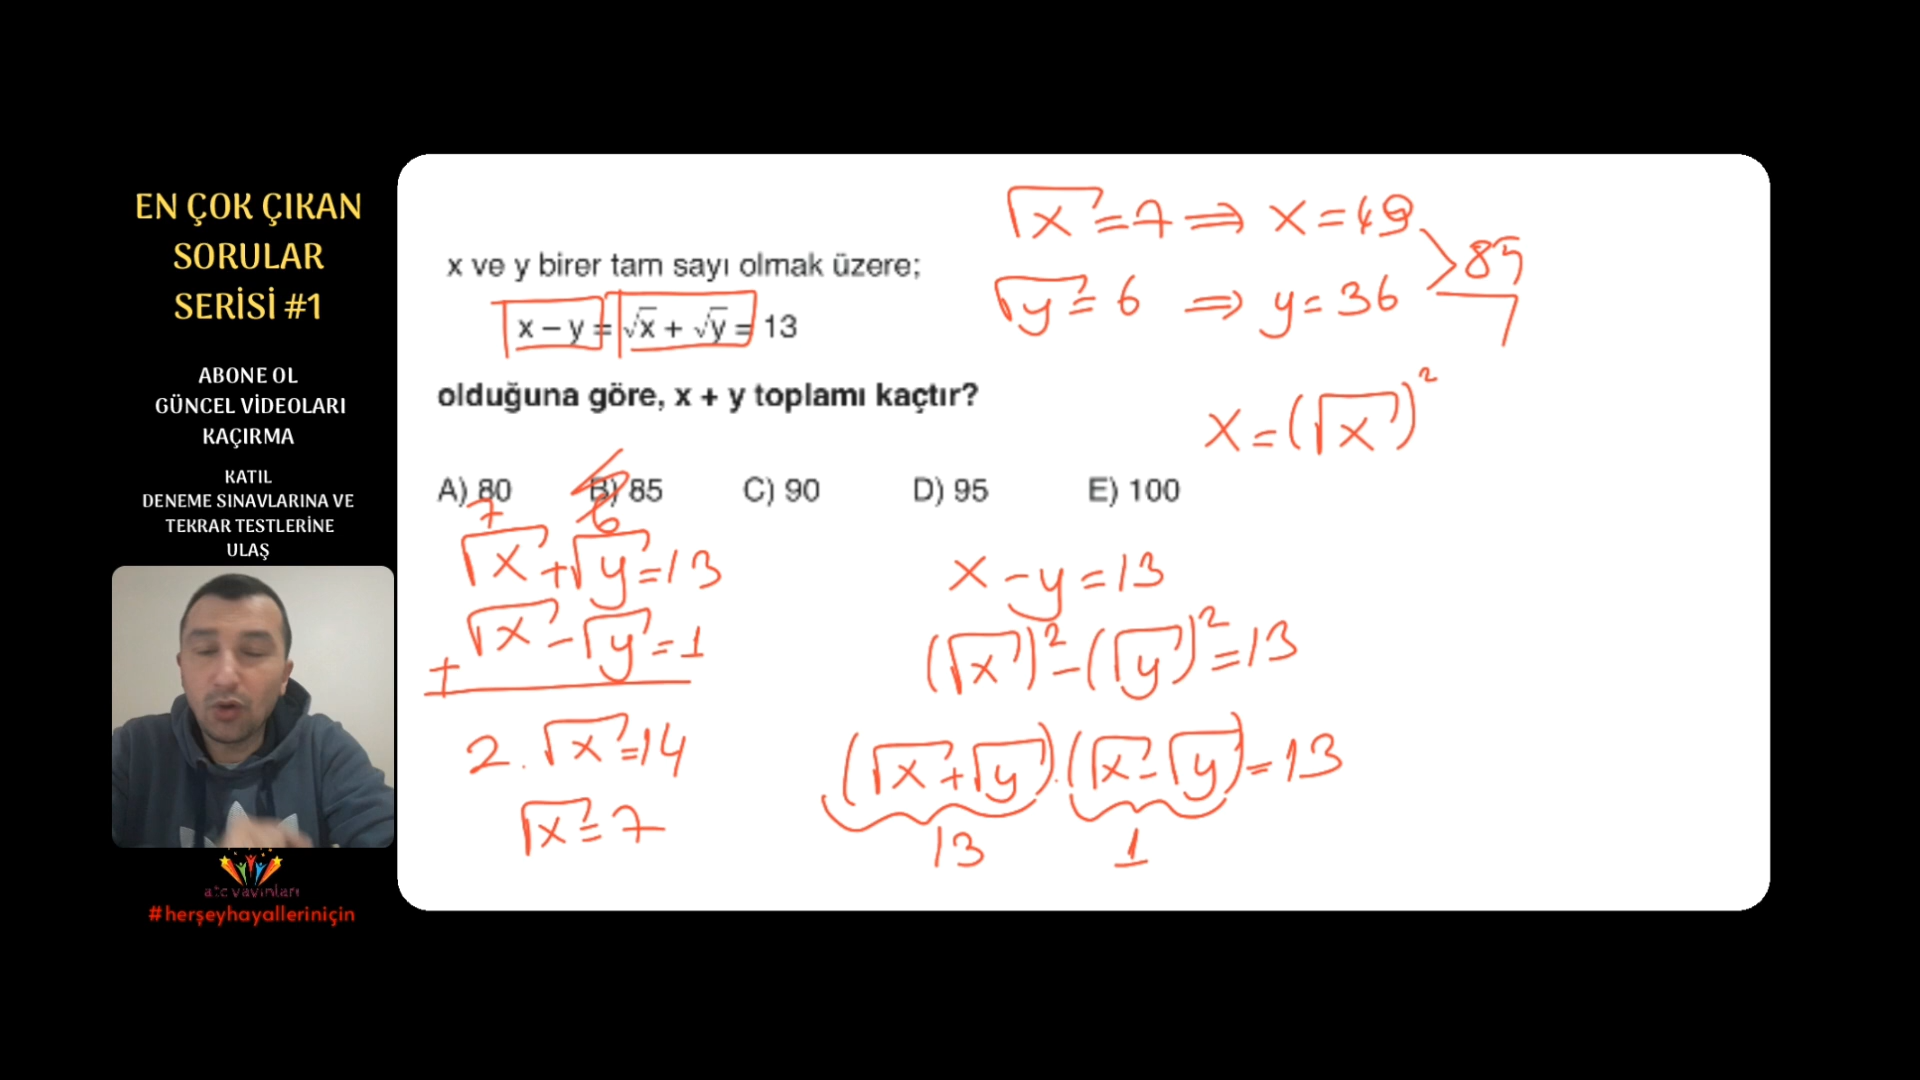 EN ÇOK ÇIKAN
SORULAR
SERİSİ #1
ABONE OL
GÜNCEL VİDEOLARI
KAÇIRMA
KATIL
DENEME SINAVLARINA VE
TEKRAR TESTLERİNE
ULAŞ
atc yayınları
#herşeyhayalleriniçin
x ve y birer tam sayı olmak üzere;
x – y = √x + √y = 13
olduğuna göre, x + y toplamı kaçtır?
A) 80 B) 85 C) 90 D) 95 E) 100
7 6
√x + √y = 13
√x - √y = 1
+
2. √x = 14
√x = 7
√x = 7 ⇒ x = 49
√y = 6 ⇒ y = 36
85
x = (√x)²
x - y = 13
(√x)² - (√y)² = 13
(√x + √y).(√x - √y) = 13
13 1